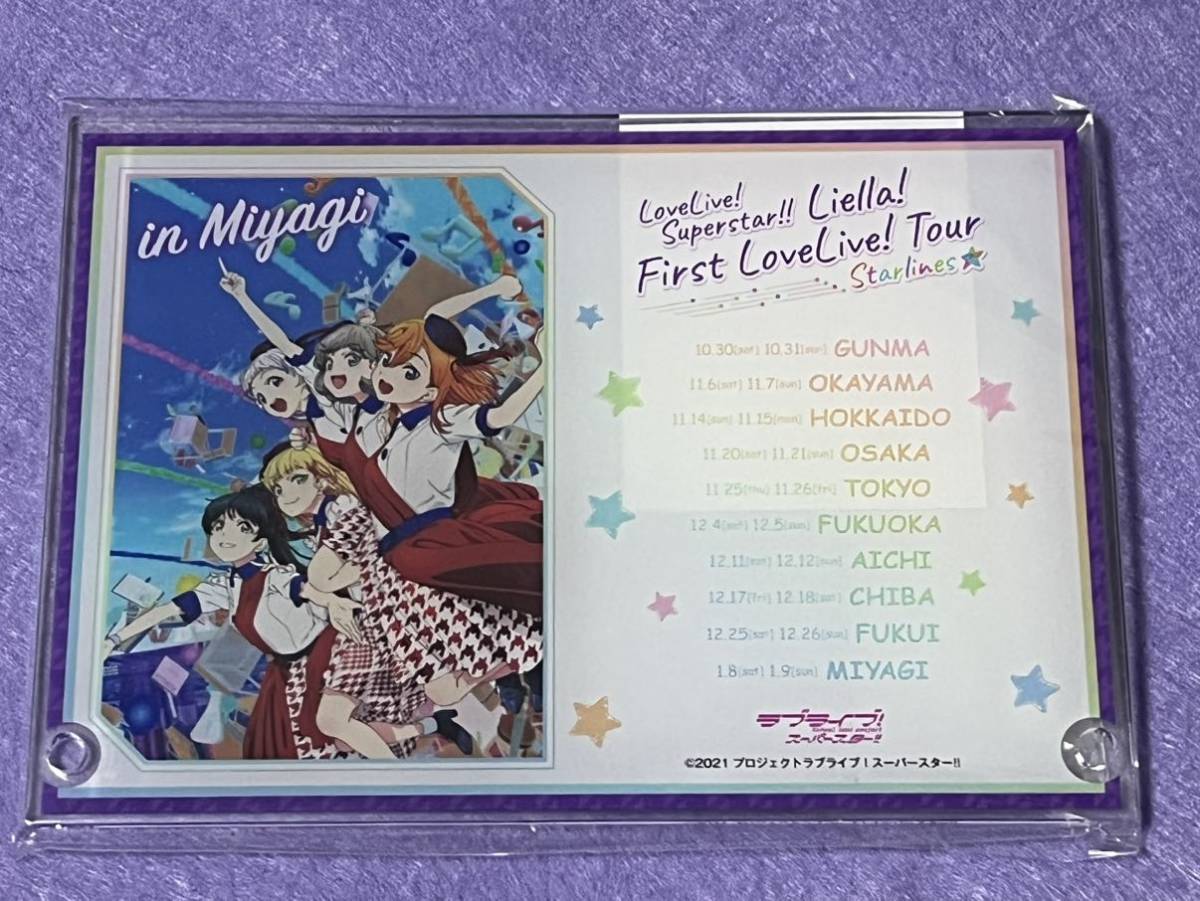 in Miyagi
LoveLive!
Superstar!! Liella!
First LoveLive! Tour
Starlines
10.30[sat] 10.31[sun] GUNMA
11.6[sat] 11.7[sun] OKAYAMA
11.14[sun] 11.15[mon] HOKKAIDO
11.20[sat] 11.21[sun] OSAKA
11.25[thu] 11.26[fri] TOKYO
12.4[sat] 12.5[sun] FUKUOKA
12.11[sat] 12.12[sun] AICHI
12.17[fri] 12.18[sat] CHIBA
12.25[sat] 12.26[sun] FUKUI
1.8[sat] 1.9[sun] MIYAGI
ラブライブ!
School idol project
スーパースター!!
©2021 プロジェクトラブライブ！スーパースター!!